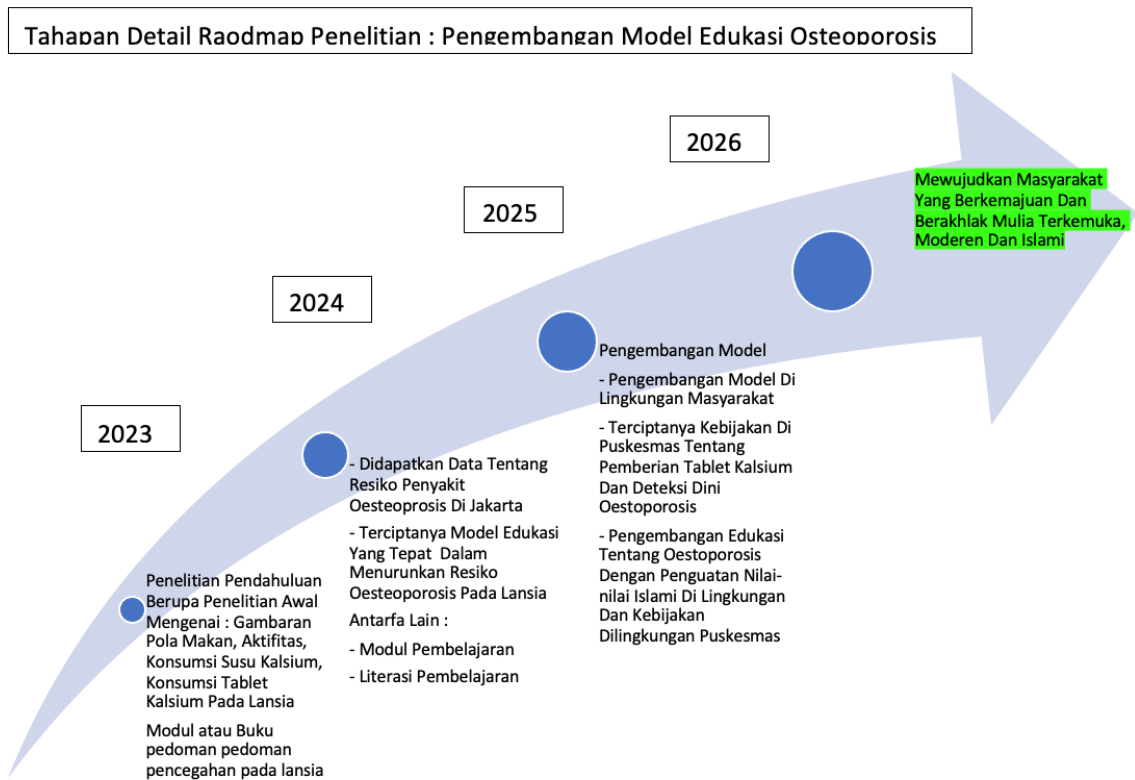 Tahapan Detail Raodmap Penelitian : Pengembangan Model Edukasi Osteoporosis
2023
Penelitian Pendahuluan
Berupa Penelitian Awal
Mengenai : Gambaran
Pola Makan, Aktifitas,
Konsumsi Susu Kalsium,
Konsumsi Tablet
Kalsium Pada Lansia
Modul atau Buku
pedoman pedoman
pencegahan pada lansia
2024
- Didapatkan Data Tentang
Resiko Penyakit
Oesteoprosis Di Jakarta
- Terciptanya Model Edukasi
Yang Tepat Dalam
Menurunkan Resiko
Oesteoporosis Pada Lansia
Antarfa Lain :
- Modul Pembelajaran
- Literasi Pembelajaran
2025
Pengembangan Model
- Pengembangan Model Di
Lingkungan Masyarakat
- Terciptanya Kebijakan Di
Puskesmas Tentang
Pemberian Tablet Kalsium
Dan Deteksi Dini
Oestoporosis
- Pengembangan Edukasi
Tentang Oestoporosis
Dengan Penguatan Nilai-
nilai Islami Di Lingkungan
Dan Kebijakan
Dilingkungan Puskesmas
2026
Mewujudkan Masyarakat
Yang Berkemajuan Dan
Berakhlak Mulia Terkemuka,
Moderen Dan Islami